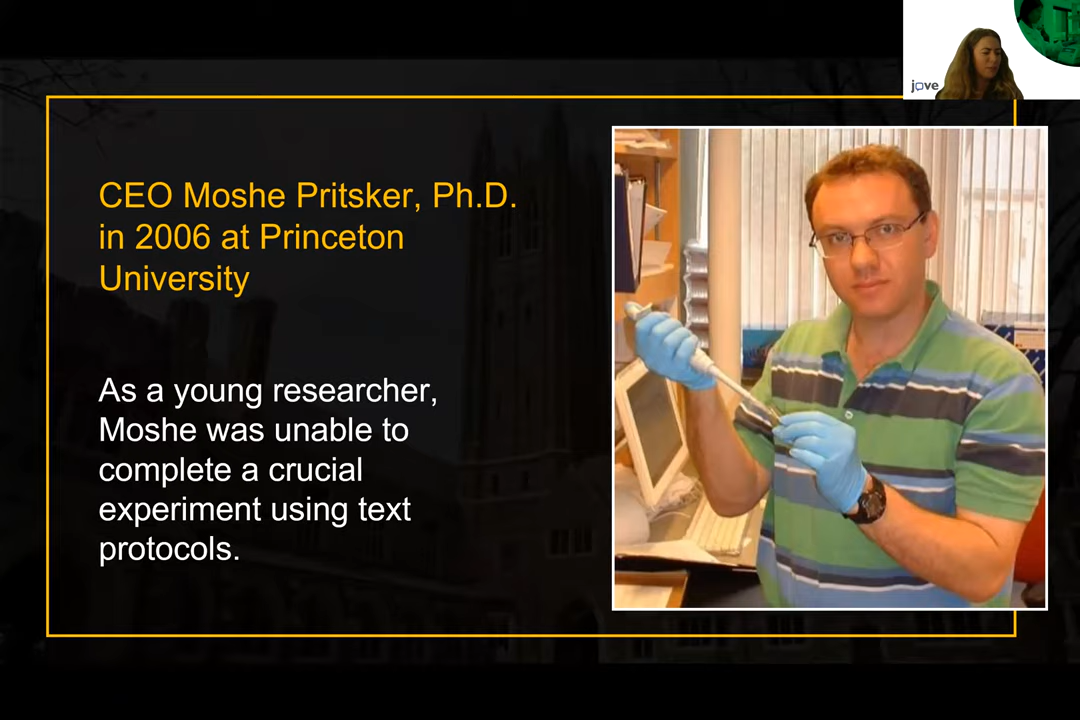 jove
CEO Moshe Pritsker, Ph.D.
in 2006 at Princeton
University
As a young researcher,
Moshe was unable to
complete a crucial
experiment using text
protocols.